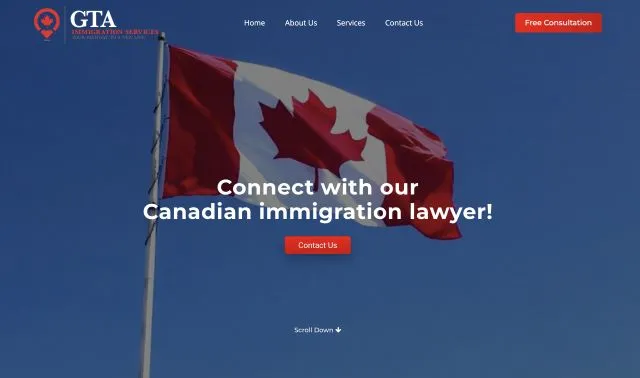 GTA
IMMIGRATION SERVICES
Home
About Us
Services
Contact Us
Free Consultation
Connect with our
Canadian immigration lawyer!
Contact Us
Scroll Down